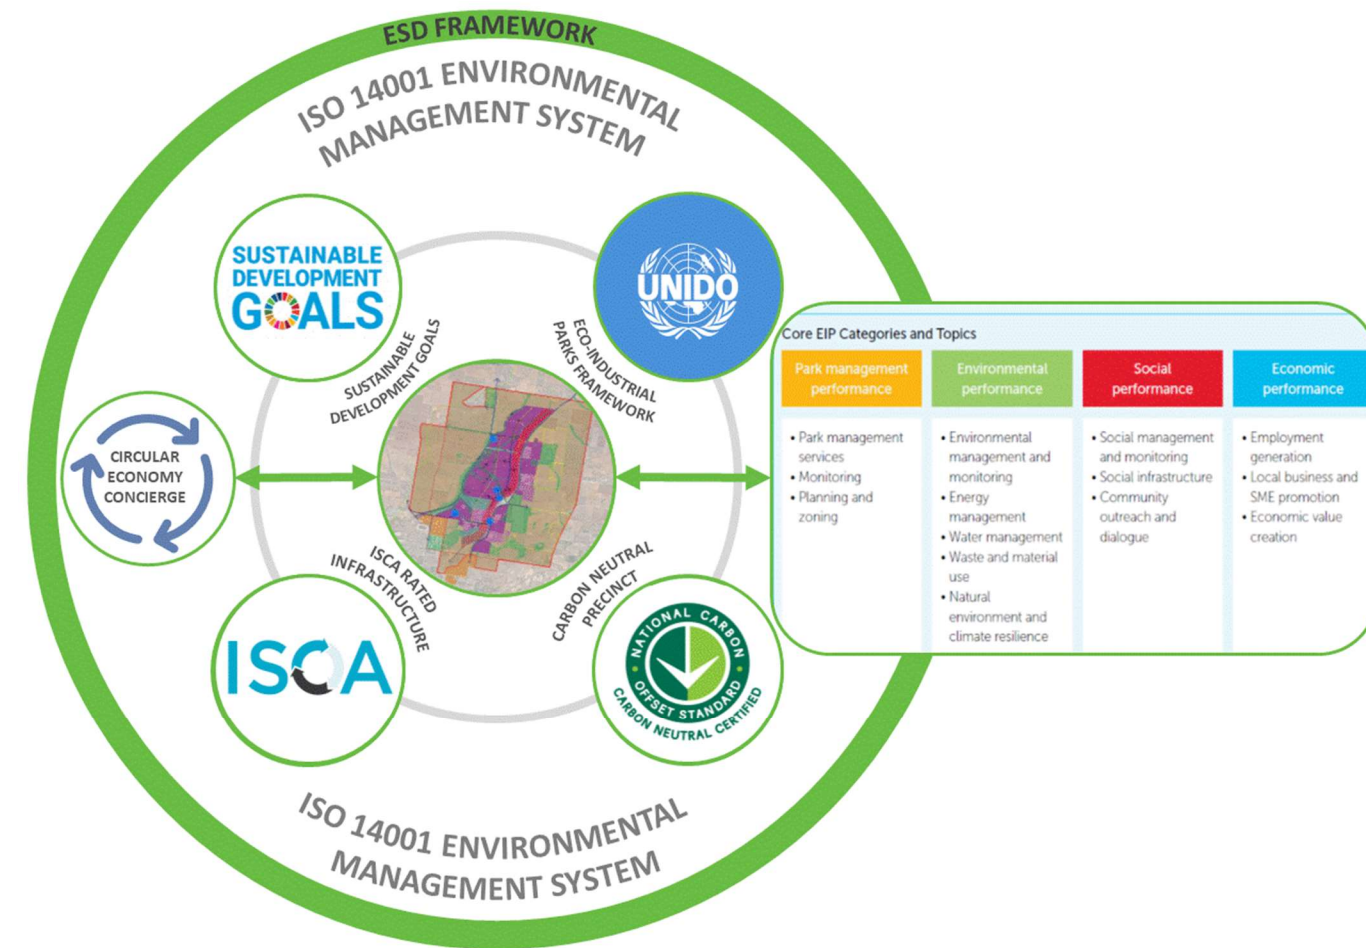 ESD FRAMEWORK
ISO 14001 ENVIRONMENTAL
MANAGEMENT SYSTEM
SUSTAINABLE
DEVELOPMENT
GOALS
UNIDO
SUSTAINABLE
DEVELOPMENT GOALS
ECO-INDUSTRIAL
PARKS FRAMEWORK
CIRCULAR
ECONOMY
CONCIERGE
ISCA RATED
INFRASTRUCTURE
CARBON NEUTRAL
PRECINCT
ISCA
NATIONAL CARBON
OFFSET STANDARD
CARBON NEUTRAL CERTIFIED
ISO 14001 ENVIRONMENTAL
MANAGEMENT SYSTEM
Core EIP Categories and Topics
Park management
performance
• Park management
services
• Monitoring
• Planning and
zoning
Environmental
performance
• Environmental
management and
monitoring
• Energy
management
• Water management
• Waste and material
use
• Natural
environment and
climate resilience
Social
performance
• Social management
and monitoring
• Social infrastructure
• Community
outreach and
dialogue
Economic
performance
• Employment
generation
• Local business and
SME promotion
• Economic value
creation